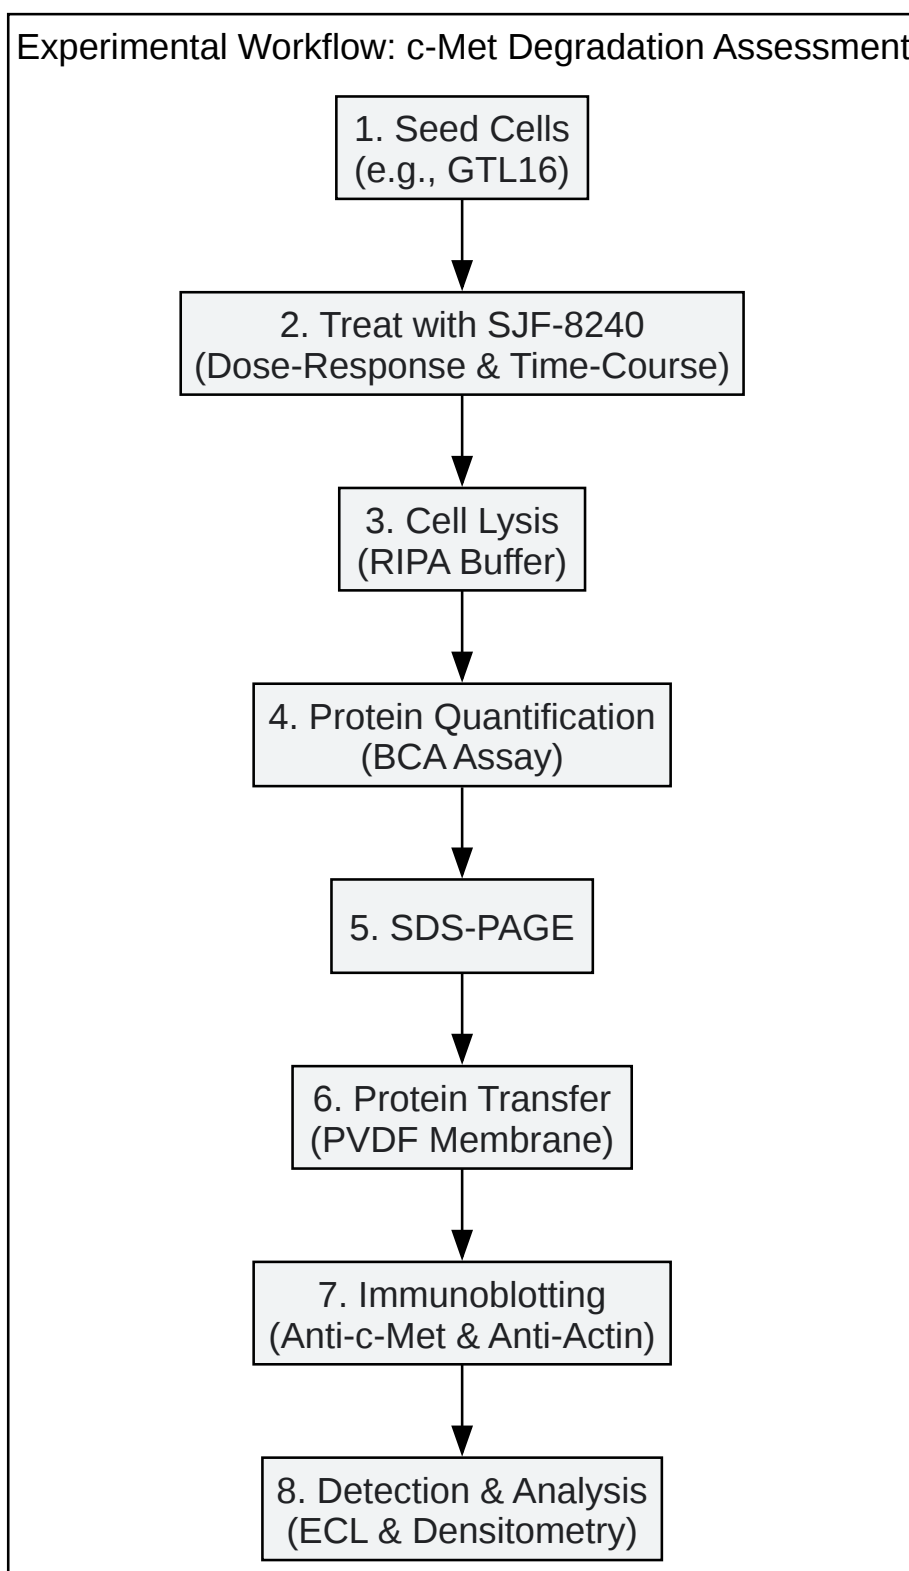 Experimental Workflow: c-Met Degradation Assessment
1. Seed Cells
(e.g., GTL16)
2. Treat with SJF-8240
(Dose-Response & Time-Course)
3. Cell Lysis
(RIPA Buffer)
4. Protein Quantification
(BCA Assay)
5. SDS-PAGE
6. Protein Transfer
(PVDF Membrane)
7. Immunoblotting
(Anti-c-Met & Anti-Actin)
8. Detection & Analysis
(ECL & Densitometry)